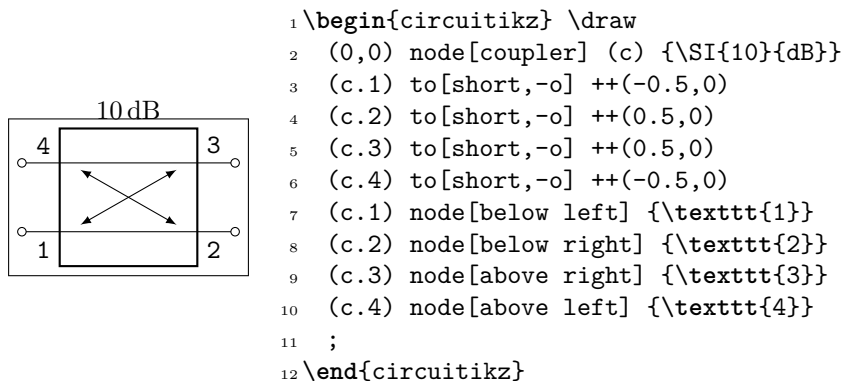 10 dB
4 3
1 2
1 \begin{circuitikz} \draw
2 (0,0) node[coupler] (c) {\SI{10}{dB}}
3 (c.1) to[short,-o] ++(-0.5,0)
4 (c.2) to[short,-o] ++(0.5,0)
5 (c.3) to[short,-o] ++(0.5,0)
6 (c.4) to[short,-o] ++(-0.5,0)
7 (c.1) node[below left] {\texttt{1}}
8 (c.2) node[below right] {\texttt{2}}
9 (c.3) node[above right] {\texttt{3}}
10 (c.4) node[above left] {\texttt{4}}
11 ;
12 \end{circuitikz}